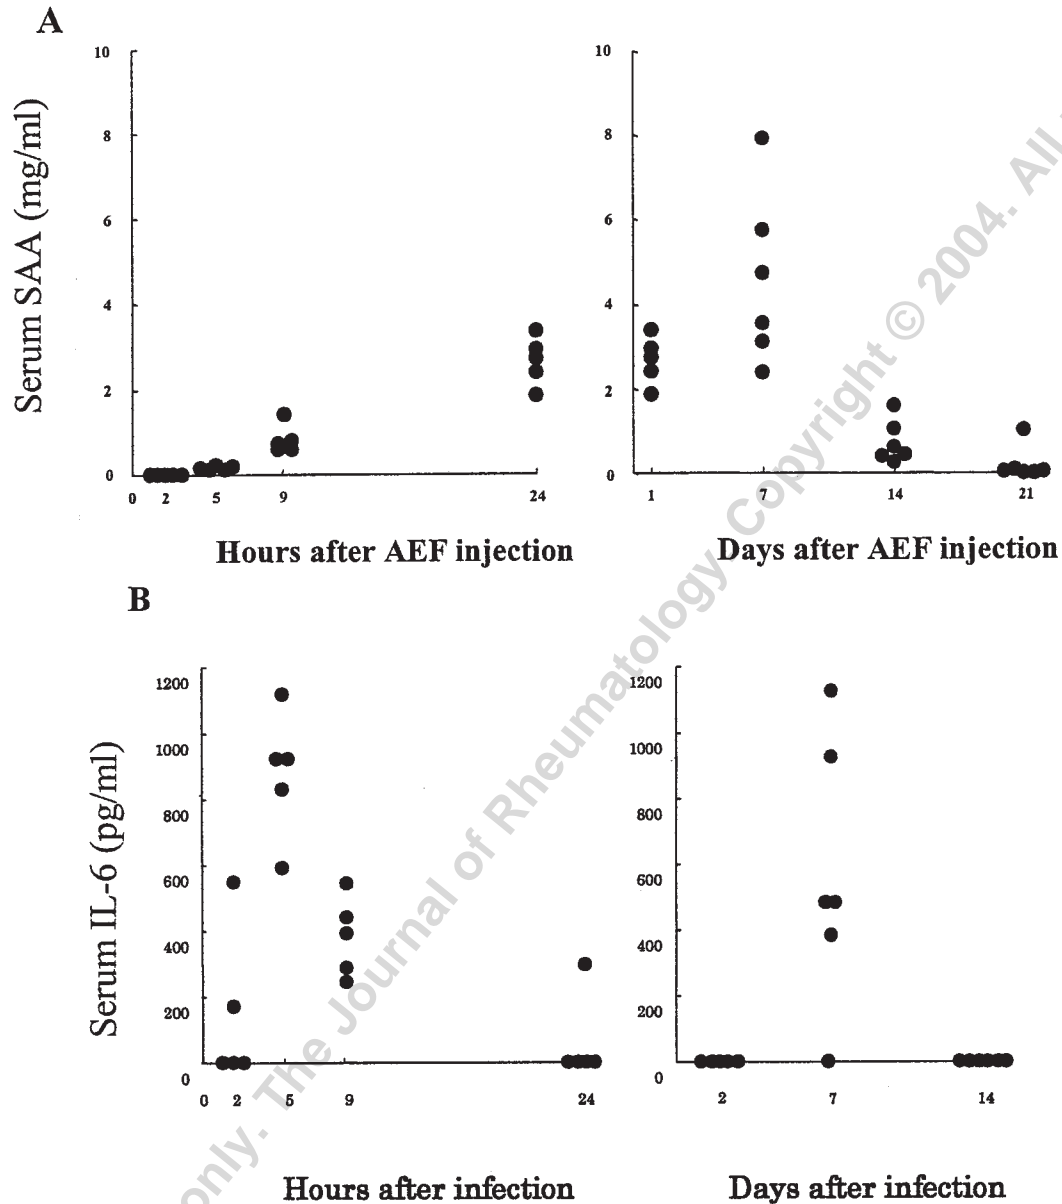 A
Serum SAA (mg/ml)
10
8
6
4
2
0
0 2 5 9 24
Hours after AEF injection
10
8
6
4
2
0
1 7 14 21
Days after AEF injection
B
Serum IL-6 (pg/ml)
1200
1000
800
600
400
200
0
0 2 5 9 24
Hours after infection
1200
1000
800
600
400
200
0
2 7 14
Days after infection
only. The Journal of Rheumatology. Copyright © 2004. All